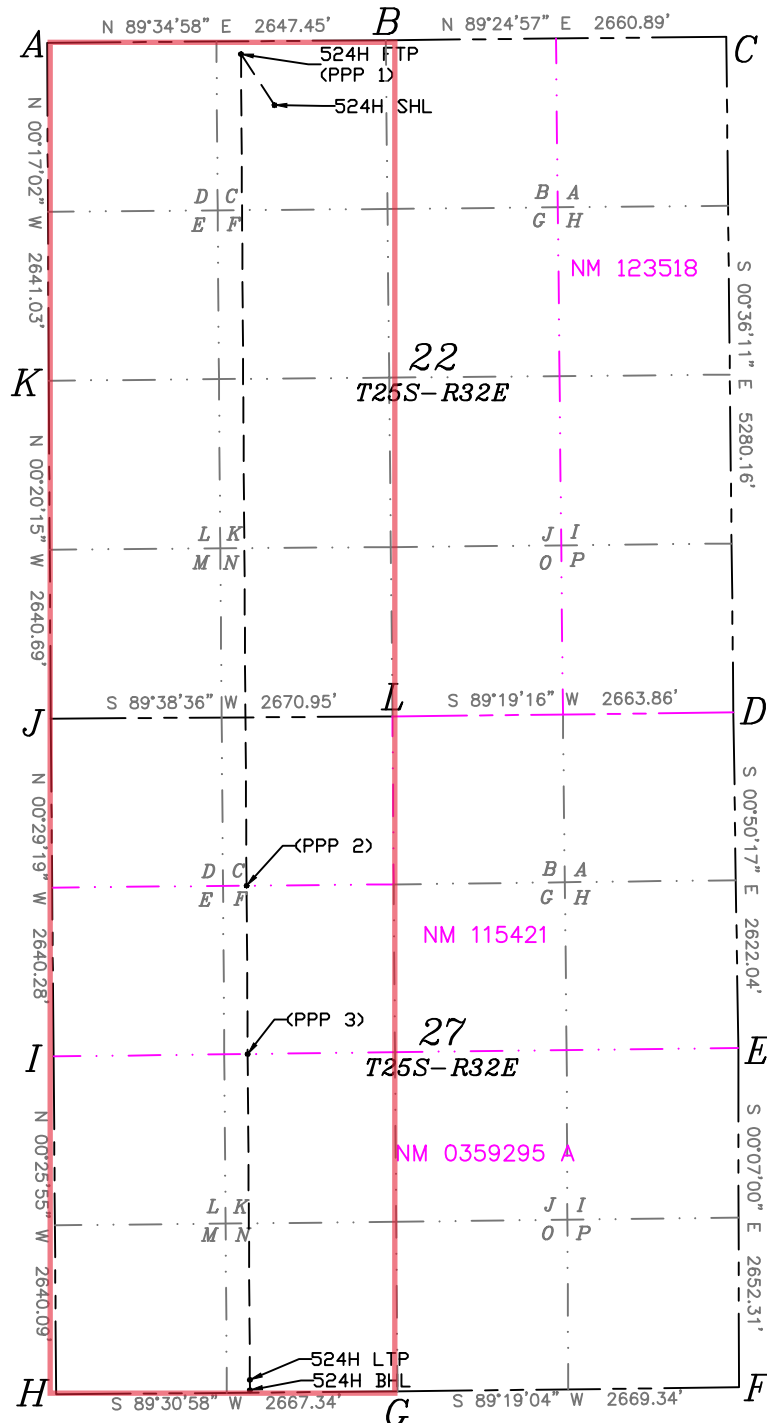 N 89°34'58" E 2647.45'
B
N 89°24'57" E 2660.89'
A
C
524H FTP
(PPP 1)
524H SHL
N 00°17'02" W 2641.03'
D C
E F
B A
G H
NM 123518
S 00°36'11" E 5280.16'
22
T25S-R32E
K
N 00°20'15" W 2640.69'
L K
M N
J I
O P
S 89°38'36" W 2670.95'
L
S 89°19'16" W 2663.86'
J
D
N 00°29'19" W 2640.28'
(PPP 2)
D C
E F
B A
G H
S 00°50'17" E 2622.04'
NM 115421
(PPP 3)
27
T25S-R32E
I
E
N 00°25'55" W 2640.09'
NM 0359295 A
S 00°07'00" E 2652.31'
L K
M N
J I
O P
524H LTP
524H BHL
H
S 89°30'58" W 2667.34'
G
S 89°19'04" W 2669.34'
F